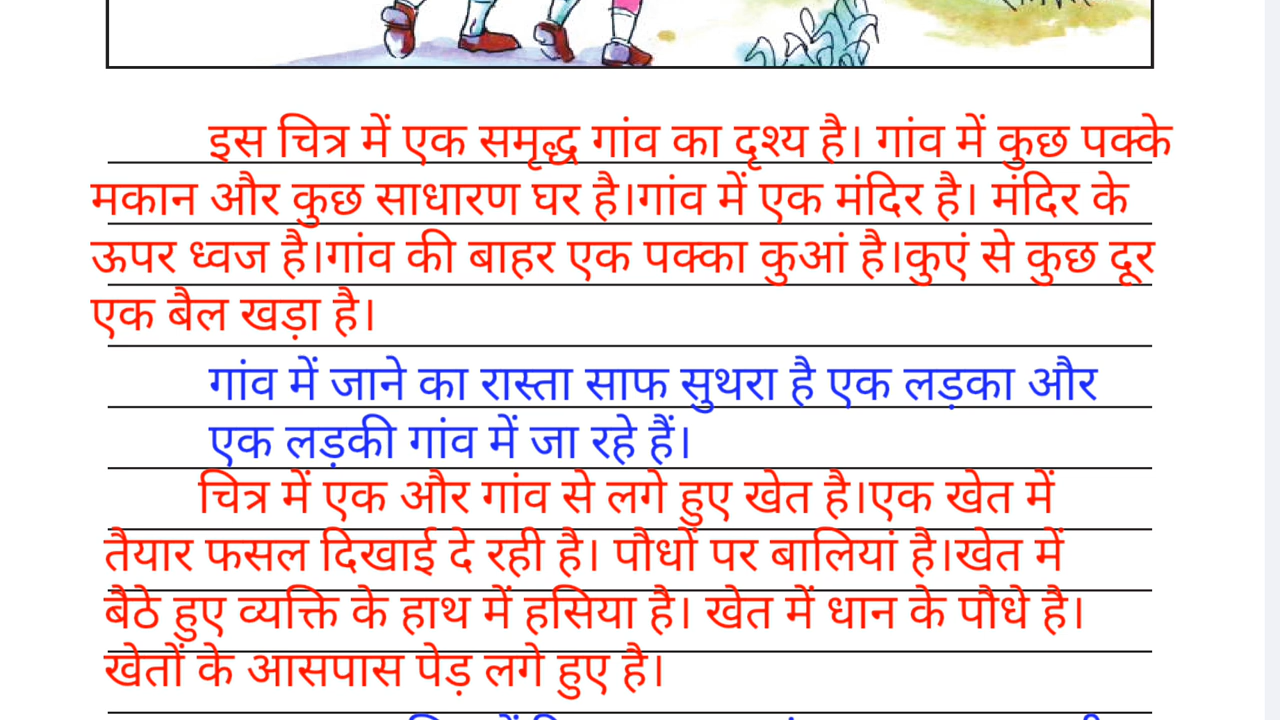 इस चित्र में एक समृद्ध गांव का दृश्य है। गांव में कुछ पक्के
मकान और कुछ साधारण घर है।गांव में एक मंदिर है। मंदिर के
ऊपर ध्वज है।गांव की बाहर एक पक्का कुआं है।कुएं से कुछ दूर
एक बैल खड़ा है।
गांव में जाने का रास्ता साफ सुथरा है एक लड़का और
एक लड़की गांव में जा रहे हैं।
चित्र में एक और गांव से लगे हुए खेत है।एक खेत में
तैयार फसल दिखाई दे रही है। पौधों पर बालियां है।खेत में
बैठे हुए व्यक्ति के हाथ में हसिया है। खेत में धान के पौधे है।
खेतों के आसपास पेड़ लगे हुए है।